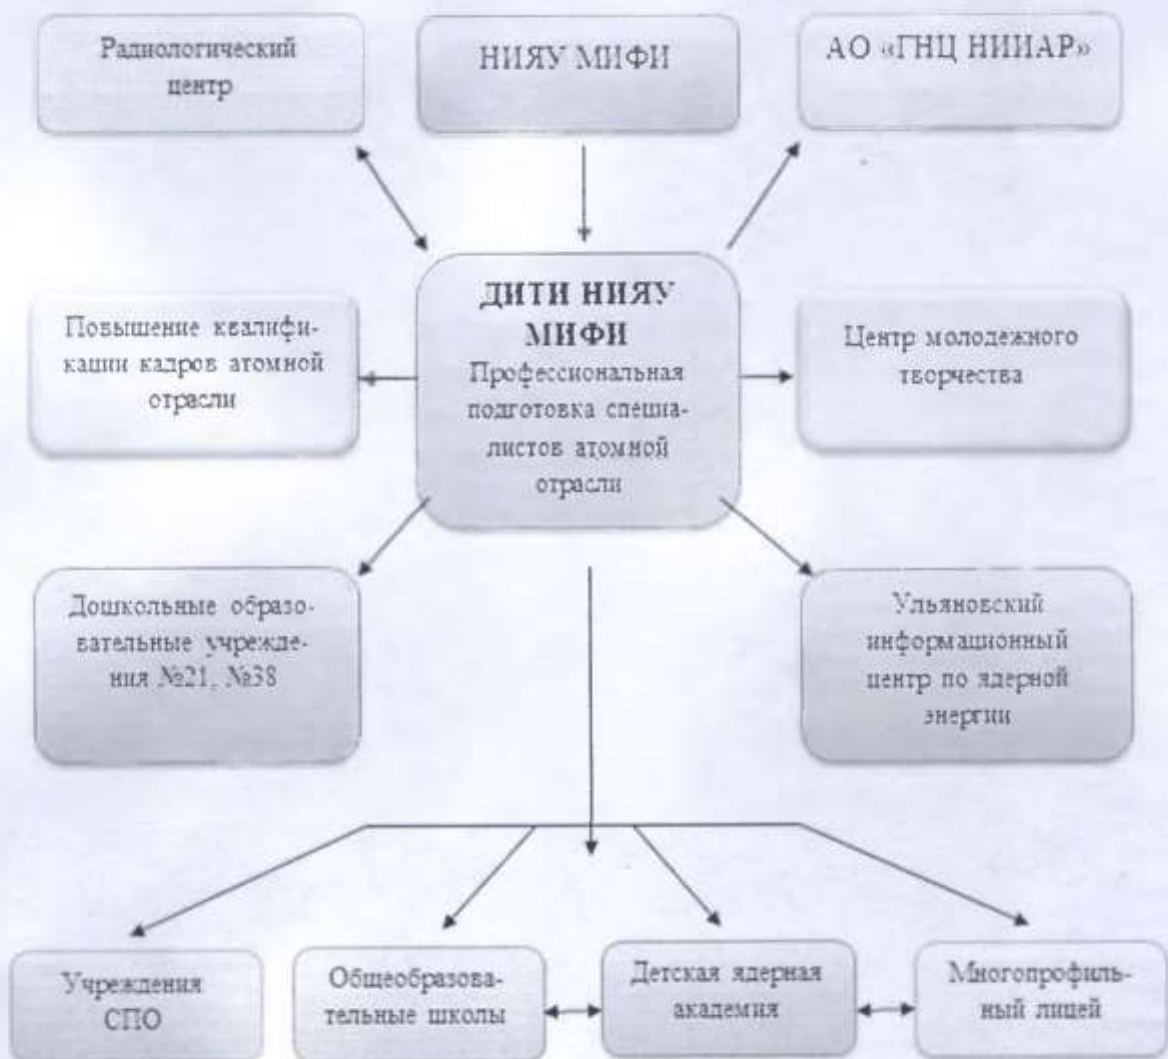 Радиологический
центр
НИЯУ МИФИ
АО «ГНЦ НИИАР»
ДИТИ НИЯУ
МИФИ
Профессиональная
подготовка специа-
листов атомной
отрасли
Повышение квалифи-
кации кадров атомной
отрасли
Центр молодежного
творчества
Дошкольные образо-
вательные учрежде-
ния №21, №38
Ульяновский
информационный
центр по ядерной
энергии
Учреждения
СПО
Общеобразова-
тельные школы
Детская ядерная
академия
Многопрофиль-
ный лицей